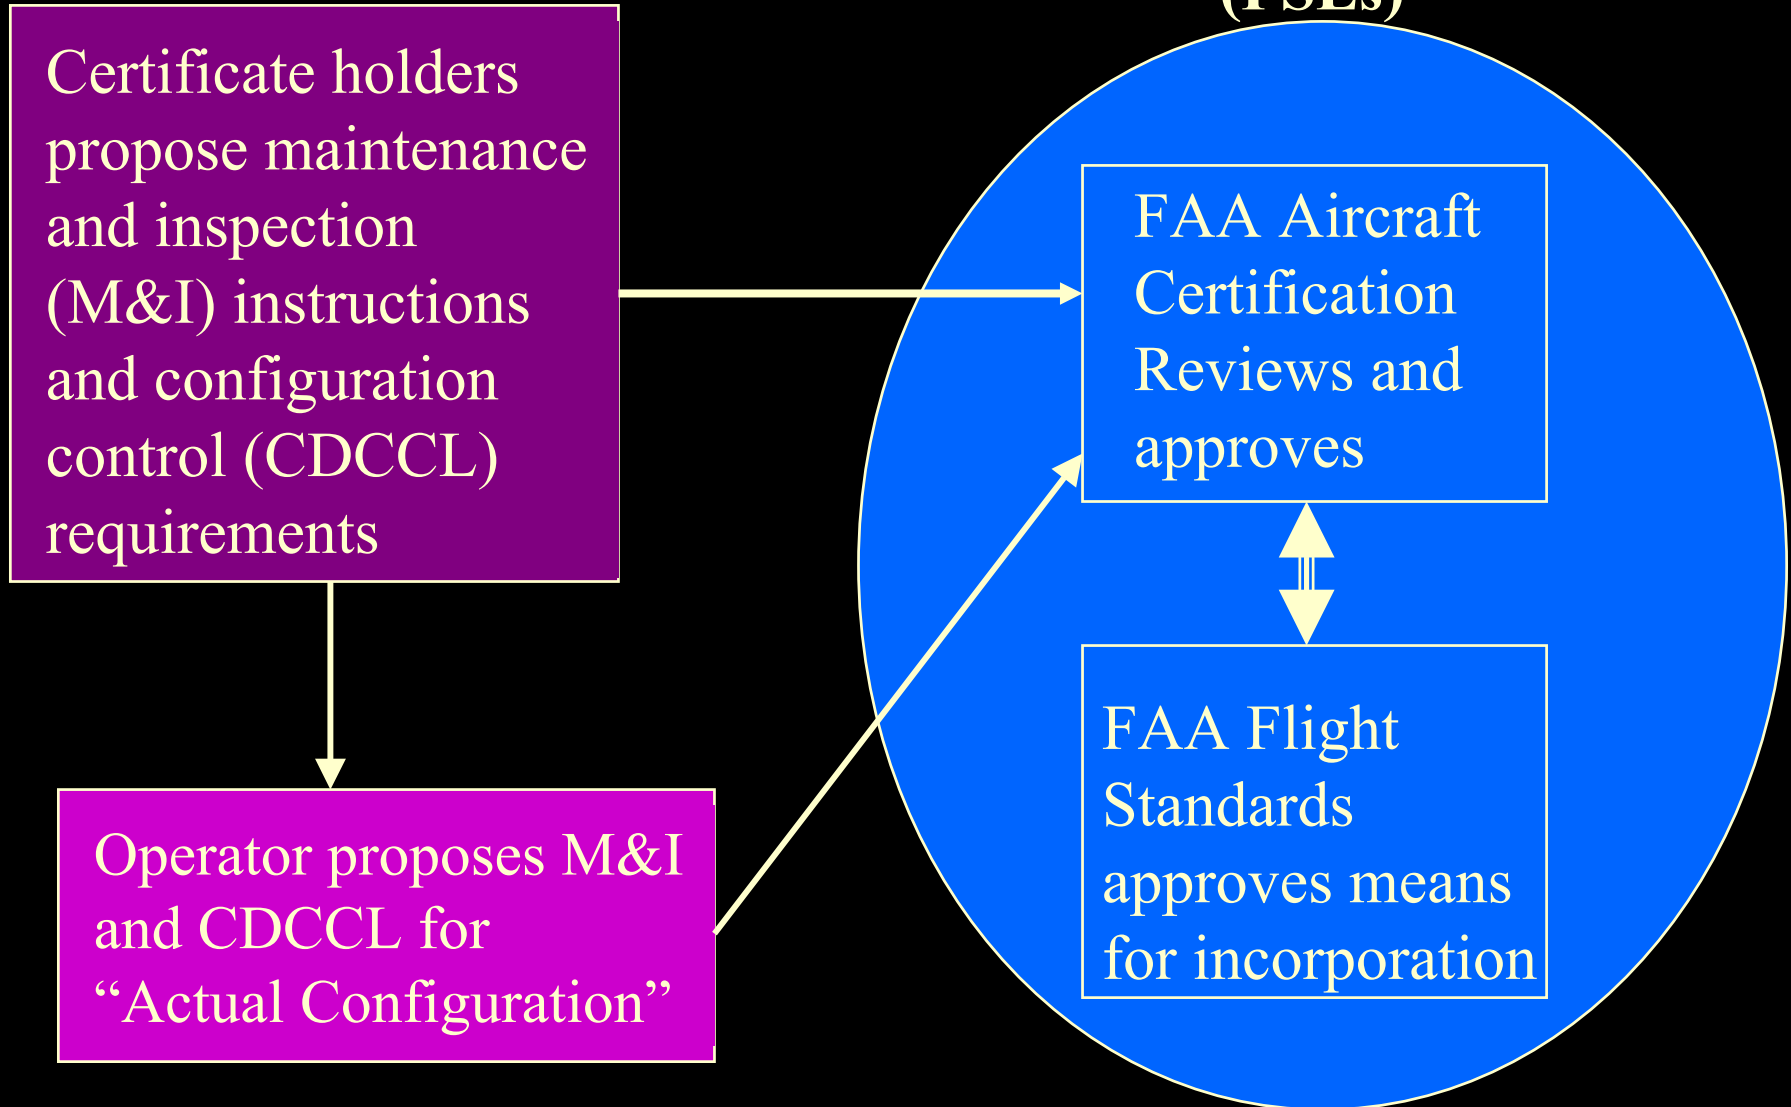 Certificate holders
propose maintenance
and inspection
(M&I) instructions
and configuration
control (CDCCL)
requirements
FAA Aircraft
Certification
Reviews and
approves
FAA Flight
Standards
approves means
for incorporation
Operator proposes M&I
and CDCCL for
“Actual Configuration”